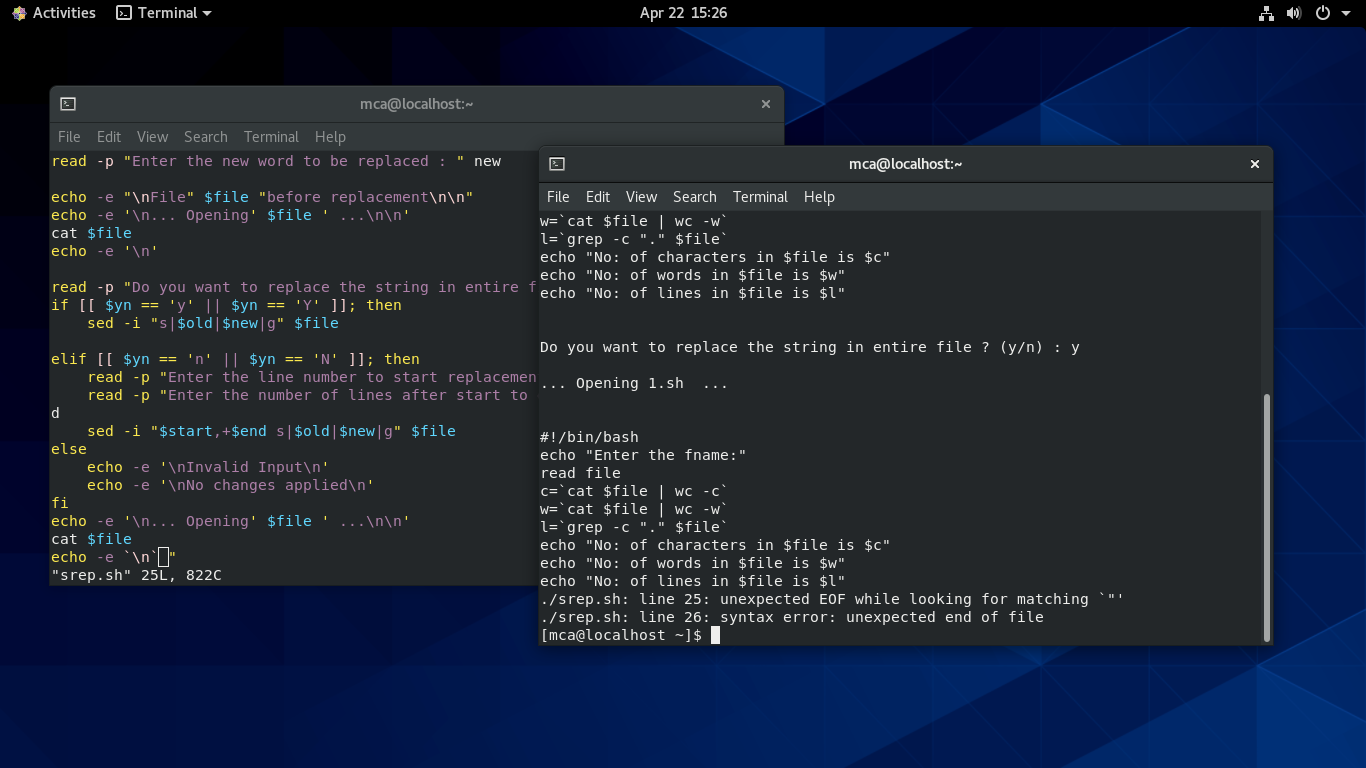 Activities Terminal Apr 22 15:26
mca@localhost:~
File Edit View Search Terminal Help
read -p "Enter the new word to be replaced : " new
echo -e "\nFile" $file "before replacement\n\n"
echo -e '\n... Opening' $file ' ...\n\n'
cat $file
echo -e '\n'
read -p "Do you want to replace the string in entire f
if [[ $yn == 'y' || $yn == 'Y' ]]; then
    sed -i "s|$old|$new|g" $file
elif [[ $yn == 'n' || $yn == 'N' ]]; then
    read -p "Enter the line number to start replacemen
    read -p "Enter the number of lines after start to
d
    sed -i "$start,+$end s|$old|$new|g" $file
else
    echo -e '\nInvalid Input\n'
    echo -e '\nNo changes applied\n'
fi
echo -e '\n... Opening' $file ' ...\n\n'
cat $file
echo -e `\n` "
"srep.sh" 25L, 822C
mca@localhost:~
File Edit View Search Terminal Help
w=`cat $file | wc -w`
l=`grep -c "." $file`
echo "No: of characters in $file is $c"
echo "No: of words in $file is $w"
echo "No: of lines in $file is $l"
Do you want to replace the string in entire file ? (y/n) : y
... Opening 1.sh  ...
#!/bin/bash
echo "Enter the fname:"
read file
c=`cat $file | wc -c`
w=`cat $file | wc -w`
l=`grep -c "." $file`
echo "No: of characters in $file is $c"
echo "No: of words in $file is $w"
echo "No: of lines in $file is $l"
./srep.sh: line 25: unexpected EOF while looking for matching `"'
./srep.sh: line 26: syntax error: unexpected end of file
[mca@localhost ~]$